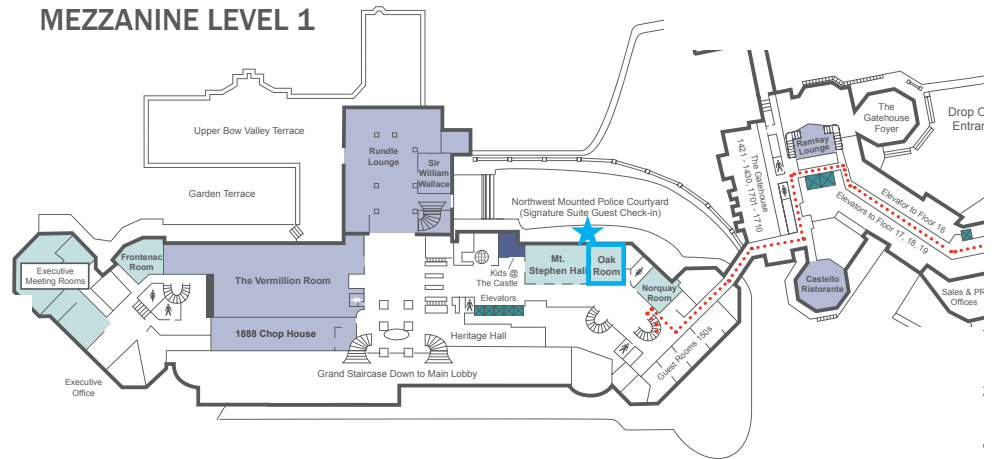 MEZZANINE LEVEL 1
Upper Bow Valley Terrace
Garden Terrace
Rundle
Lounge
Sir
William
Wallace
Northwest Mounted Police Courtyard
(Signature Suite Guest Check-in)
The Gatehouse
1421 - 1430, 1701 - 1710
Ramsay
Lounge
The
Gatehouse
Foyer
Drop O
Entran
Elevator to Floor 16
Elevators to Floor 17, 18, 19
Executive
Meeting Rooms
Frontenac
Room
The Vermillion Room
1888 Chop House
Kids @
The Castle
Elevators
Mt.
Stephen Hall
Oak
Room
Norquay
Room
Castello
Ristorante
Sales & PR
Offices
Heritage Hall
Guest Rooms 150s
Grand Staircase Down to Main Lobby
Executive
Office